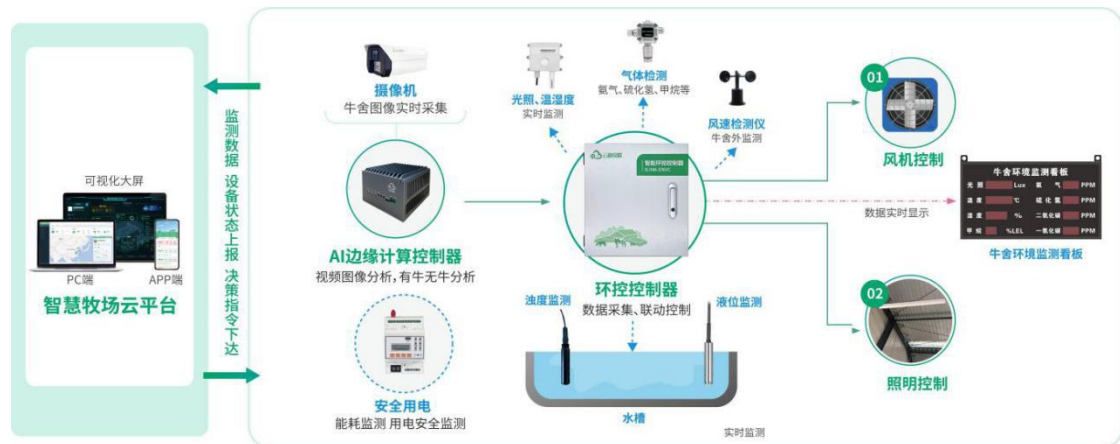 可视化大屏
PC端
APP端
智慧牧场云平台
监测数据 设备状态上报 决策指令下达
摄像机
牛舍图像实时采集
AI边缘计算控制器
视频图像分析，有牛无牛分析
安全用电
能耗监测 用电安全监测
光照、温湿度
实时监测
气体检测
氨气、硫化氢、甲烷等
风速检测仪
牛舍外监测
智能环控控制器
环控控制器
数据采集、联动控制
浊度监测
液位监测
水槽
实时监测
01
风机控制
数据实时显示
牛舍环境监测看板
光照 Lux 氨气 PPM
温度 ℃ 硫化氢 PPM
湿度 % 二氧化碳 PPM
甲烷 %LEL 一氧化碳 PPM
牛舍环境监测看板
02
照明控制